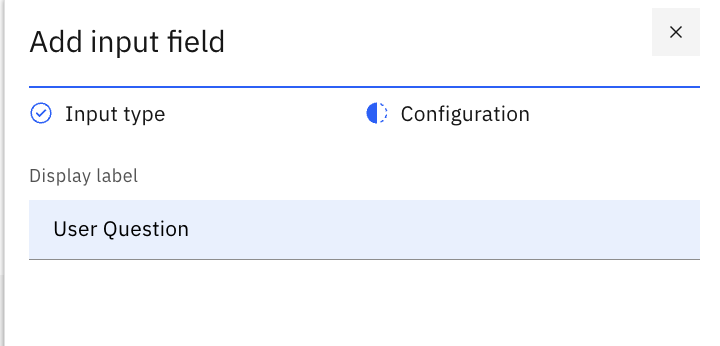 Add input field
Input type
Configuration
Display label
User Question